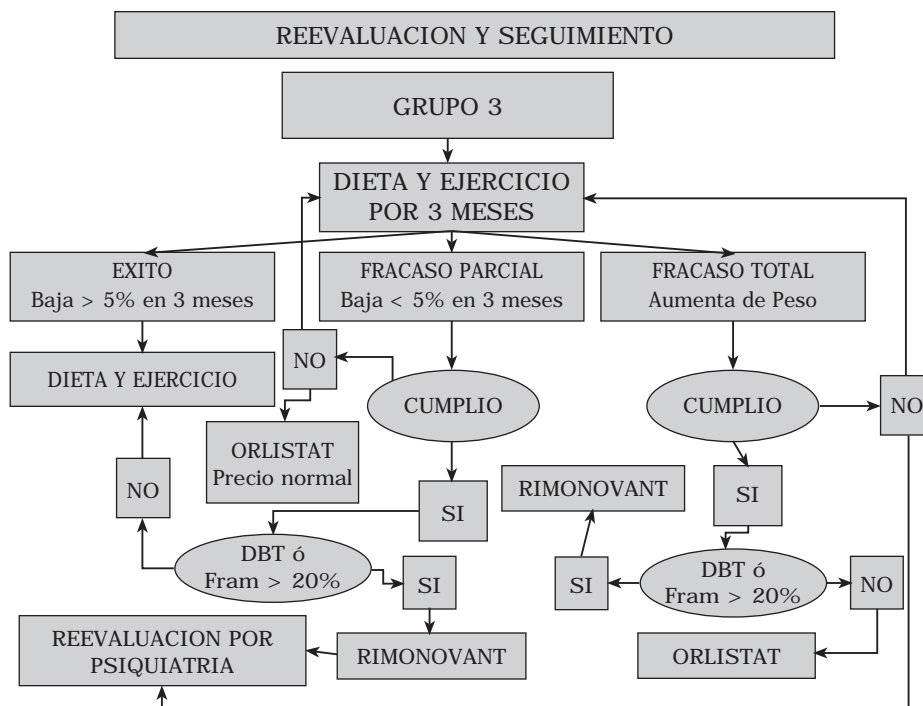 REEVALUACION Y SEGUIMIENTO
GRUPO 3
DIETA Y EJERCICIO
POR 3 MESES
EXITO
Baja > 5% en 3 meses
FRACASO PARCIAL
Baja < 5% en 3 meses
FRACASO TOTAL
Aumenta de Peso
DIETA Y EJERCICIO
NO
CUMPLIO
CUMPLIO
NO
ORLISTAT
Precio normal
NO
SI
RIMONOVANT
SI
DBT ó
Fram > 20%
SI
SI
DBT ó
Fram > 20%
NO
REEVALUACION POR
PSIQUIATRIA
RIMONOVANT
ORLISTAT